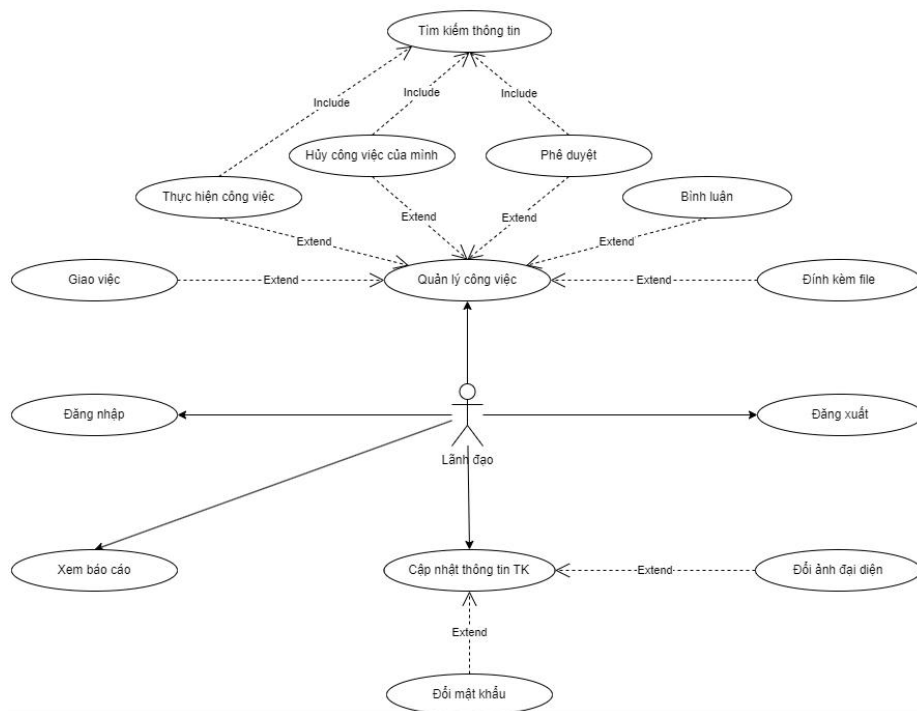 Tìm kiếm thông tin
Include
Include
Include
Hủy công việc của mình
Phê duyệt
Thực hiện công việc
Bình luận
Extend
Extend
Extend
Extend
Giao việc
Extend
Quản lý công việc
Extend
Đính kèm file
Đăng nhập
Đăng xuất
Lãnh đạo
Xem báo cáo
Cập nhật thông tin TK
Extend
Đổi ảnh đại diện
Extend
Đổi mật khẩu